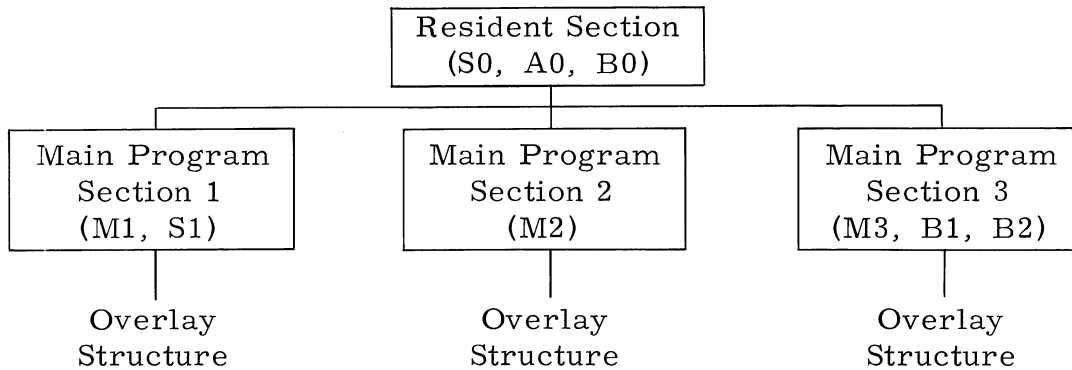 Resident Section
(S0, A0, B0)
Main Program
Section 1
(M1, S1)
Main Program
Section 2
(M2)
Main Program
Section 3
(M3, B1, B2)
Overlay
Structure
Overlay
Structure
Overlay
Structure